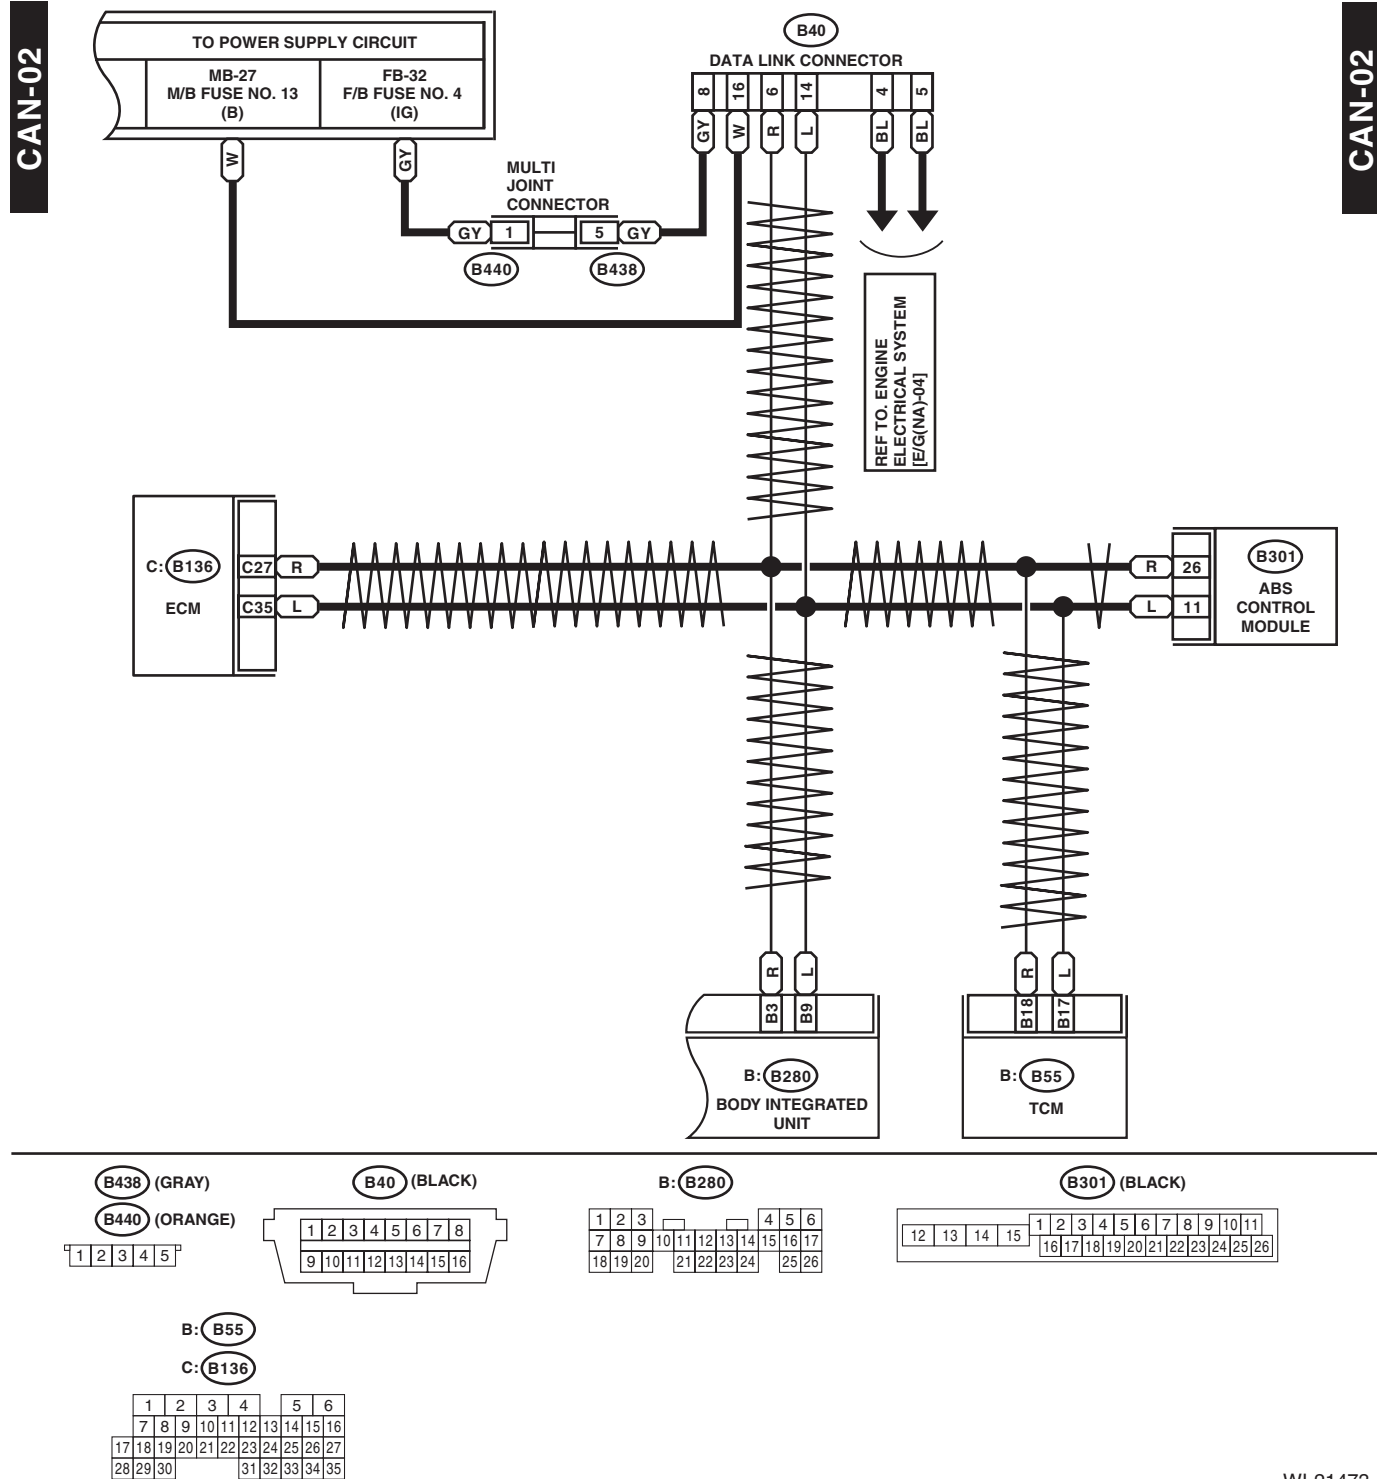 CAN-02
CAN-02
TO POWER SUPPLY CIRCUIT
MB-27
M/B FUSE NO. 13
(B)
FB-32
F/B FUSE NO. 4
(IG)
W
GY
MULTI
JOINT
CONNECTOR
GY 1 5 GY
B440
B438
B40
DATA LINK CONNECTOR
8 16 6 14 4 5
GY W R L BL BL
REF TO. ENGINE
ELECTRICAL SYSTEM
[E/G(NA)-04]
C: B136
ECM
C27 R
C35 L
R 26
L 11
B301
ABS
CONTROL
MODULE
R L
B3 B9
B: B280
BODY INTEGRATED
UNIT
R L
B18 B17
B: B55
TCM
B438 (GRAY)
B440 (ORANGE)
1 2 3 4 5
B40 (BLACK)
1 2 3 4 5 6 7 8
9 10 11 12 13 14 15 16
B: B280
1 2 3 4 5 6
7 8 9 10 11 12 13 14 15 16 17
18 19 20 21 22 23 24 25 26
B301 (BLACK)
12 13 14 15 1 2 3 4 5 6 7 8 9 10 11
16 17 18 19 20 21 22 23 24 25 26
B: B55
C: B136
1 2 3 4 5 6
7 8 9 10 11 12 13 14 15 16
17 18 19 20 21 22 23 24 25 26 27
28 29 30 31 32 33 34 35